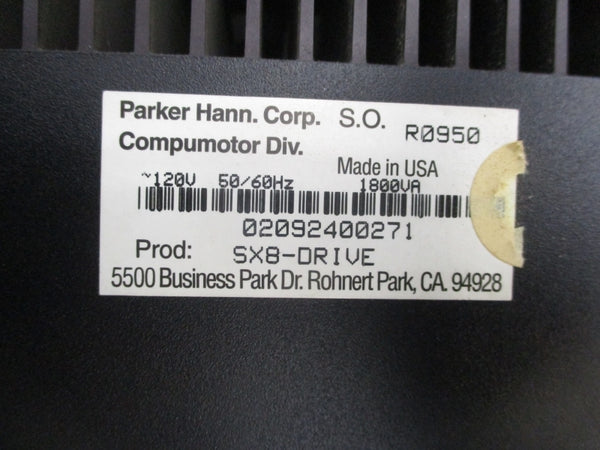 Parker Hann. Corp. S.O. R0950
Compumotor Div.
Made in USA
~120V 50/60Hz 1800VA
02092400271
Prod: SX8-DRIVE
5500 Business Park Dr. Rohnert Park, CA. 94928